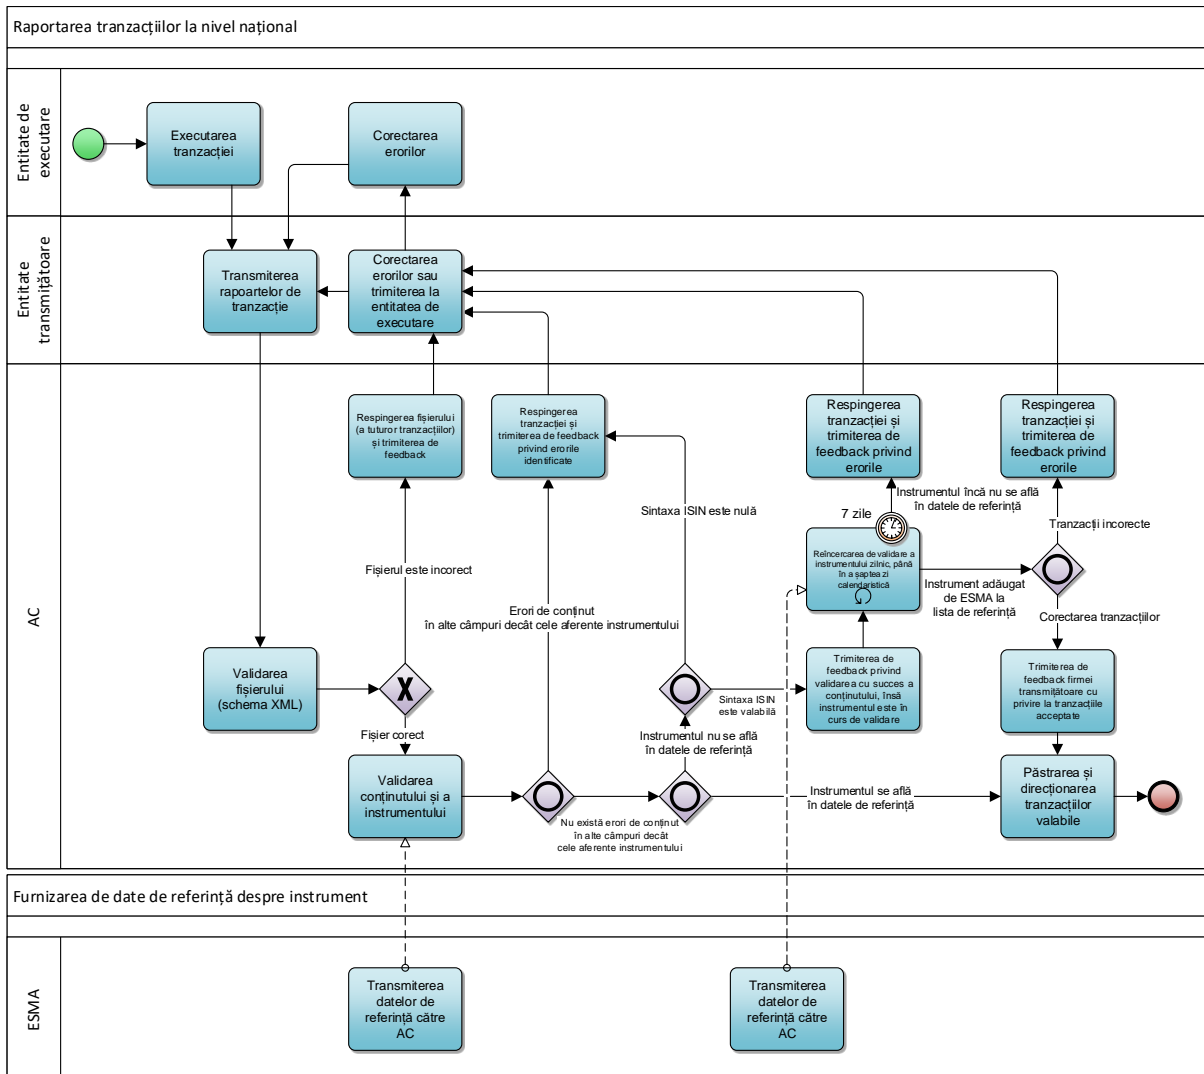 Raportarea tranzacțiilor la nivel național
Entitate de
executare
Executarea
tranzacției
Corectarea
erorilor
Entitate
transmițătoare
Transmiterea
rapoartelor de
tranzacție
Corectarea
erorilor sau
trimiterea la
entitatea de
executare
AC
Respingerea fișierului
(a tuturor tranzacțiilor)
și trimiterea de
feedback
Respingerea
tranzacției și
trimiterea de feedback
privind erorile
identificate
Respingerea
tranzacției și
trimiterea de
feedback privind
erorile
Respingerea
tranzacției și
trimiterea de
feedback privind
erorile
Instrumentul încă nu se află
în datele de referință
Sintaxa ISIN este nulă
7 zile
Tranzacții incorecte
Reîncercarea de validare a
instrumentului zilnic, până
în a șaptea zi
calendaristică
Fișierul este incorect
Instrument adăugat
de ESMA la
lista de referință
Erori de conținut
în alte câmpuri decât cele aferente instrumentului
Corectarea tranzacțiilor
Validarea
fișierului
(schema XML)
X
Sintaxa ISIN
este valabilă
Trimiterea de
feedback privind
validarea cu succes a
conținutului, însă
instrumentul este în
curs de validare
Trimiterea de
feedback firmei
transmițătoare cu
privire la tranzacțiile
acceptate
Fișier corect
Instrumentul nu se află
în datele de referință
Validarea
conținutului și a
instrumentului
Nu există erori de conținut
în alte câmpuri decât
cele aferente instrumentului
Instrumentul se află
în datele de referință
Păstrarea și
direcționarea
tranzacțiilor
valabile
Furnizarea de date de referință despre instrument
ESMA
Transmiterea
datelor de
referință către
AC
Transmiterea
datelor de
referință către
AC